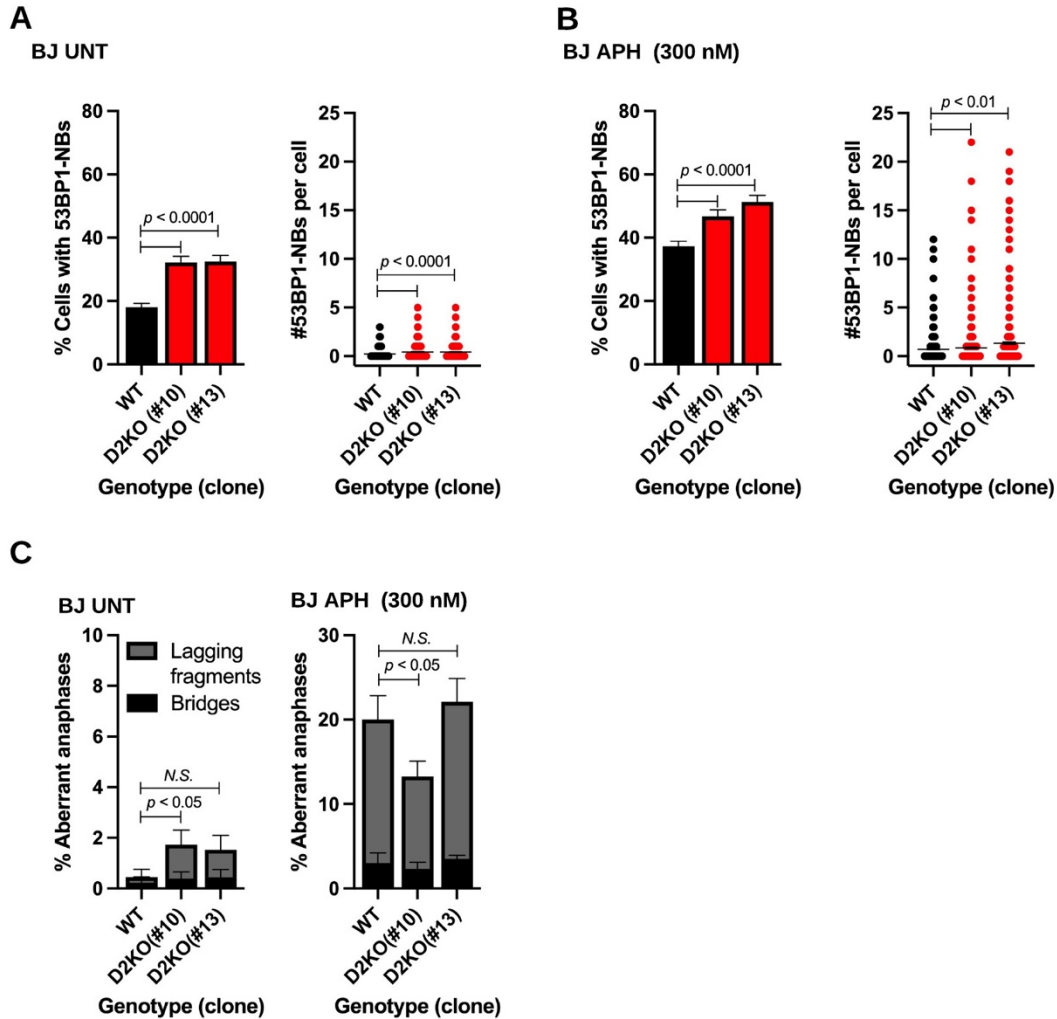 A
BJ UNT
% Cells with 53BP1-NBs
80
60
40
20
0
p < 0.0001
WT
D2KO (#10)
D2KO (#13)
Genotype (clone)
#53BP1-NBs per cell
25
20
15
10
5
0
p < 0.0001
WT
D2KO (#10)
D2KO (#13)
Genotype (clone)
B
BJ APH (300 nM)
% Cells with 53BP1-NBs
80
60
40
20
0
p < 0.0001
WT
D2KO (#10)
D2KO (#13)
Genotype (clone)
#53BP1-NBs per cell
25
20
15
10
5
0
p < 0.01
WT
D2KO (#10)
D2KO (#13)
Genotype (clone)
C
BJ UNT
% Aberrant anaphases
10
8
6
4
2
0
Lagging
fragments
Bridges
N.S.
p < 0.05
WT
D2KO(#10)
D2KO(#13)
Genotype (clone)
BJ APH (300 nM)
% Aberrant anaphases
30
20
10
0
N.S.
p < 0.05
WT
D2KO(#10)
D2KO(#13)
Genotype (clone)